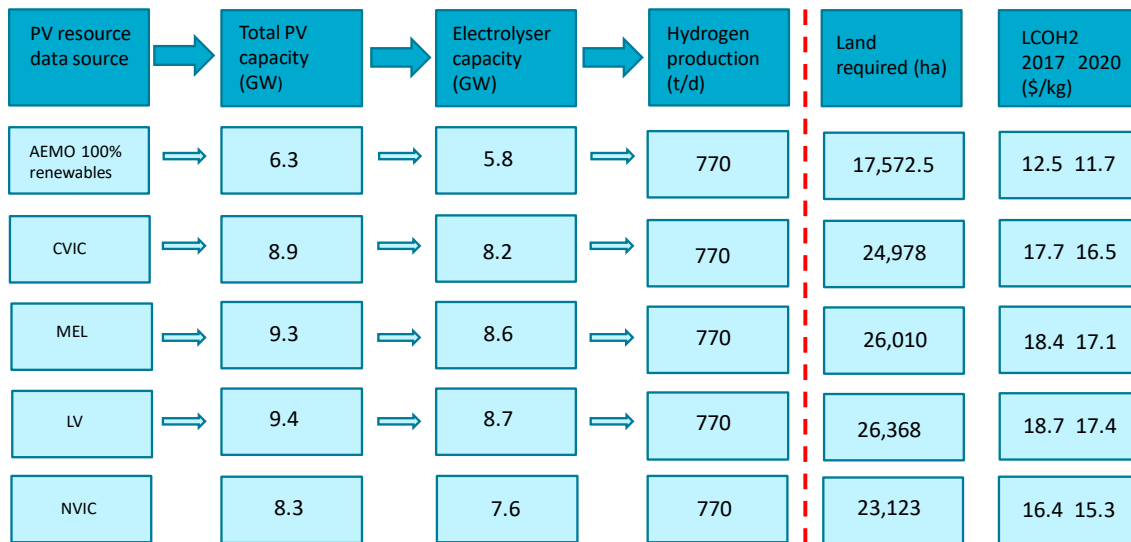 PV resource
data source
Total PV
capacity
(GW)
Electrolyser
capacity
(GW)
Hydrogen
production
(t/d)
Land
required (ha)
LCOH2
2017 2020
($/kg)
AEMO 100%
renewables
6.3
5.8
770
17,572.5
12.5 11.7
CVIC
8.9
8.2
770
24,978
17.7 16.5
MEL
9.3
8.6
770
26,010
18.4 17.1
LV
9.4
8.7
770
26,368
18.7 17.4
NVIC
8.3
7.6
770
23,123
16.4 15.3